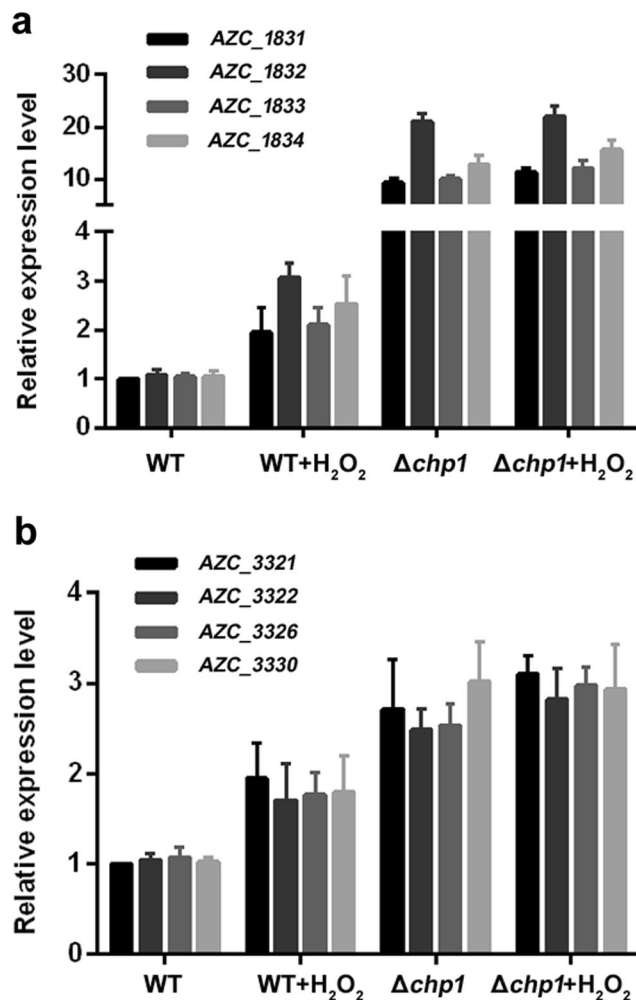 a
AZC_1831
AZC_1832
AZC_1833
AZC_1834
Relative expression level
30
20
10
4
3
2
1
0
WT
WT+H₂O₂
Δchp1
Δchp1+H₂O₂
b
AZC_3321
AZC_3322
AZC_3326
AZC_3330
Relative expression level
4
3
2
1
0
WT
WT+H₂O₂
Δchp1
Δchp1+H₂O₂